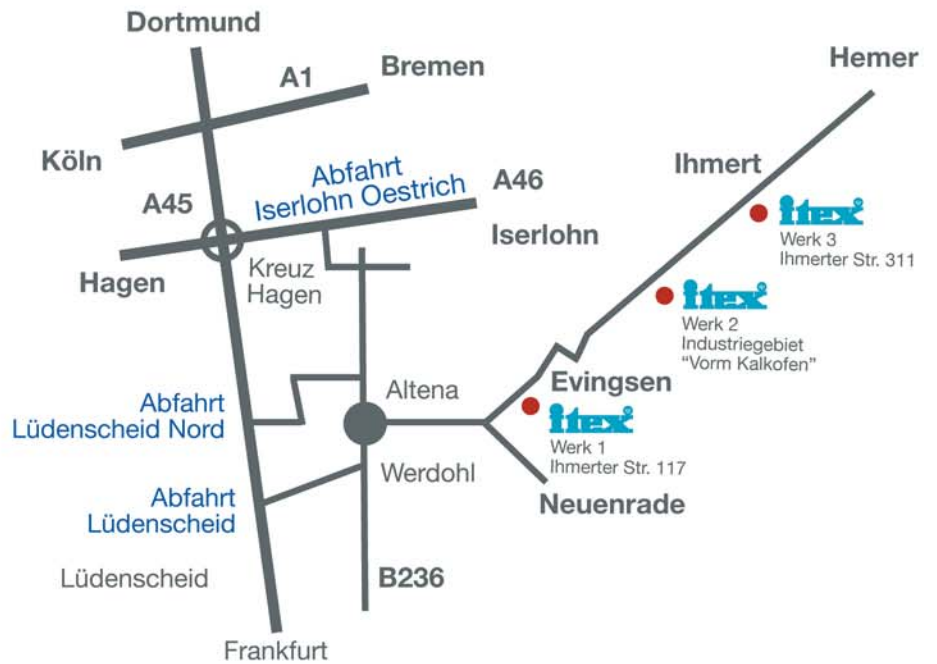 Dortmund
A1
Bremen
Hemer
Köln
Abfahrt
Iserlohn Oestrich
A46
Ihmert
A45
itex
Werk 3
Ihmerter Str. 311
Iserlohn
Hagen
Kreuz
Hagen
itex
Werk 2
Industriegebiet
“Vorm Kalkofen”
Evingsen
Altena
Abfahrt
Lüdenscheid Nord
itex
Werk 1
Ihmerter Str. 117
Werdohl
Neuenrade
Abfahrt
Lüdenscheid
Lüdenscheid
B236
Frankfurt